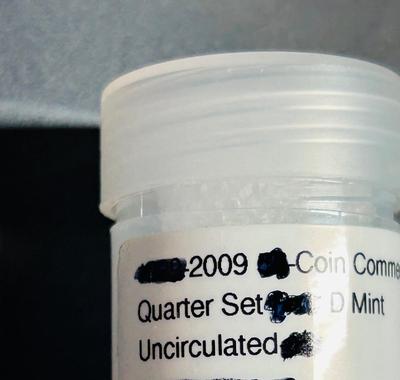 -2009 -Coin Comme
Quarter Set D Mint
Uncirculated